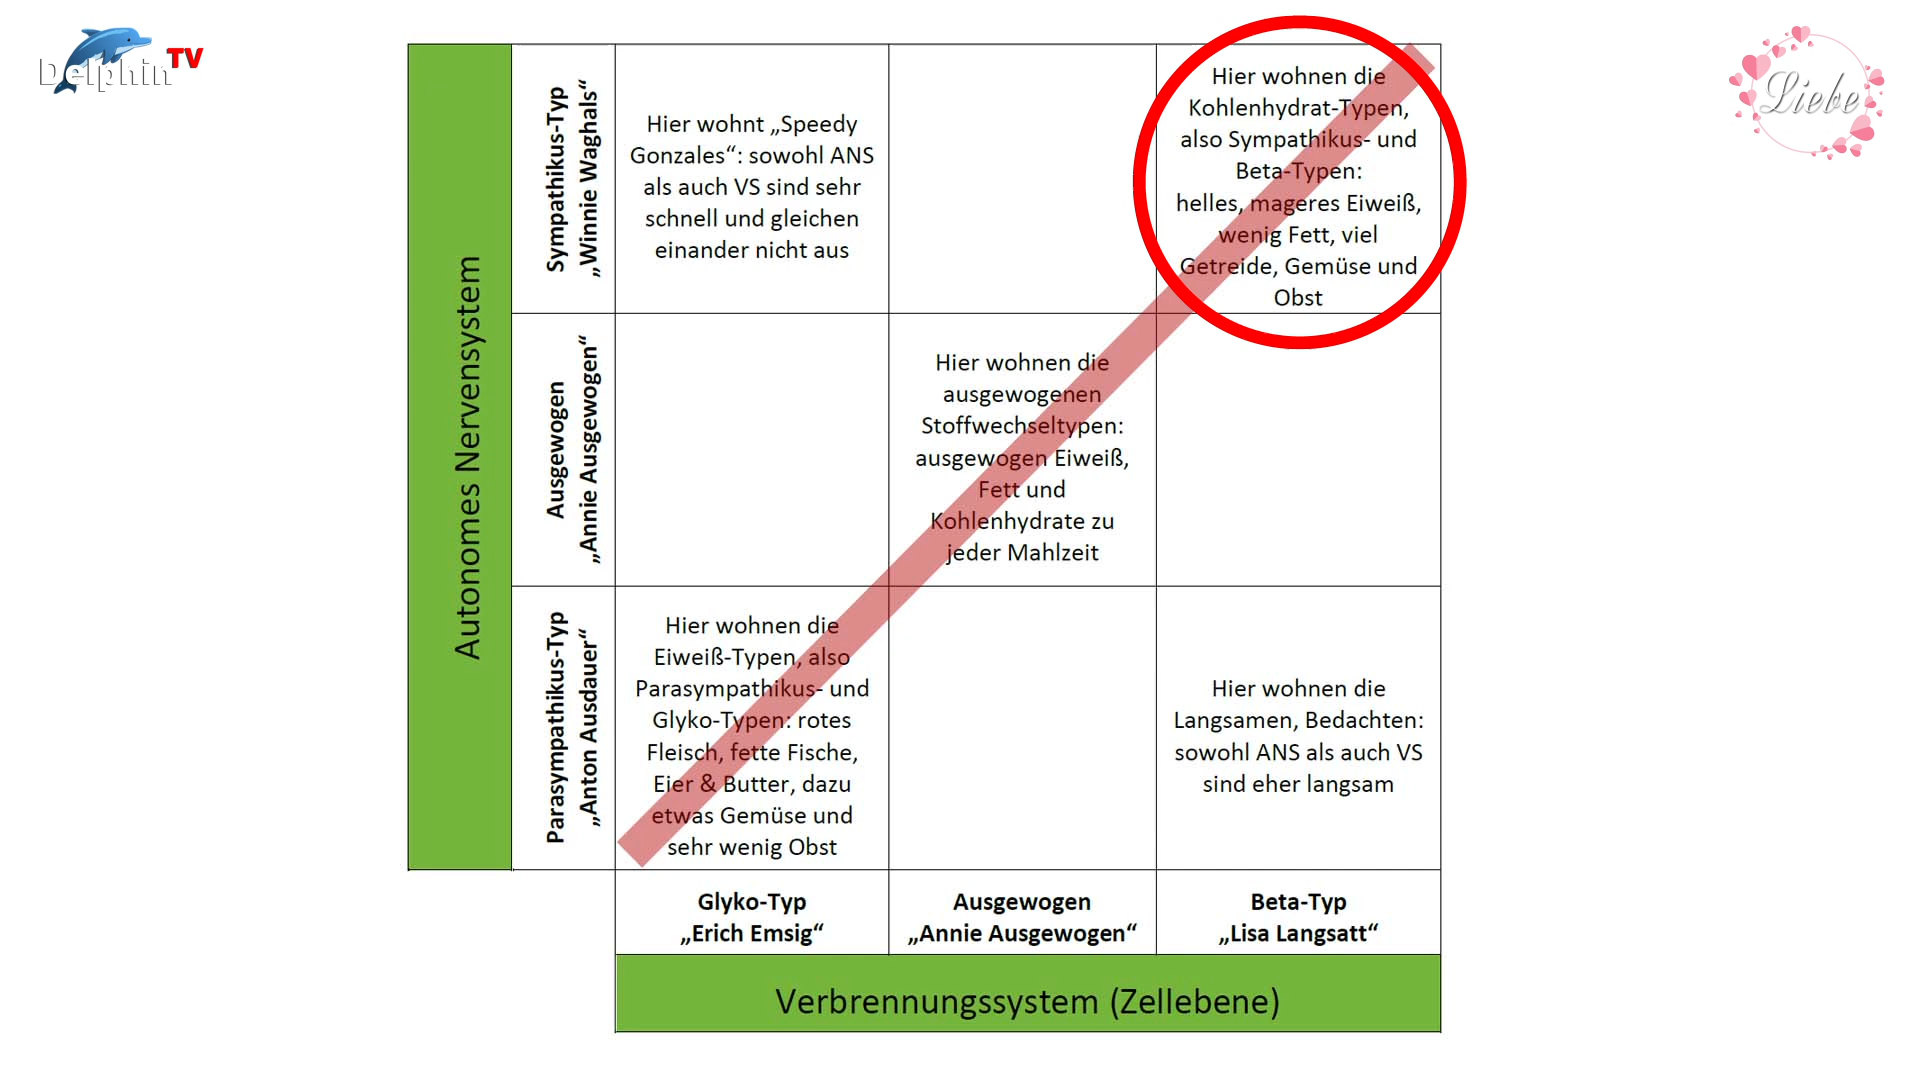 Delphin TV
Liebe
Autonomes Nervensystem
Sympathikus-Typ
„Winnie Waghals“
Hier wohnt „Speedy
Gonzales“: sowohl ANS
als auch VS sind sehr
schnell und gleichen
einander nicht aus
Hier wohnen die
Kohlenhydrat-Typen,
also Sympathikus- und
Beta-Typen:
helles, mageres Eiweiß,
wenig Fett, viel
Getreide, Gemüse und
Obst
Ausgewogen
„Annie Ausgewogen“
Hier wohnen die
ausgewogenen
Stoffwechseltypen:
ausgewogen Eiweiß,
Fett und
Kohlenhydrate zu
jeder Mahlzeit
Parasympathikus-Typ
„Anton Ausdauer“
Hier wohnen die
Eiweiß-Typen, also
Parasympathikus- und
Glyko-Typen: rotes
Fleisch, fette Fische,
Eier & Butter, dazu
etwas Gemüse und
sehr wenig Obst
Hier wohnen die
Langsamen, Bedachten:
sowohl ANS als auch VS
sind eher langsam
Glyko-Typ
„Erich Emsig“
Ausgewogen
„Annie Ausgewogen“
Beta-Typ
„Lisa Langsatt“
Verbrennungssystem (Zellebene)